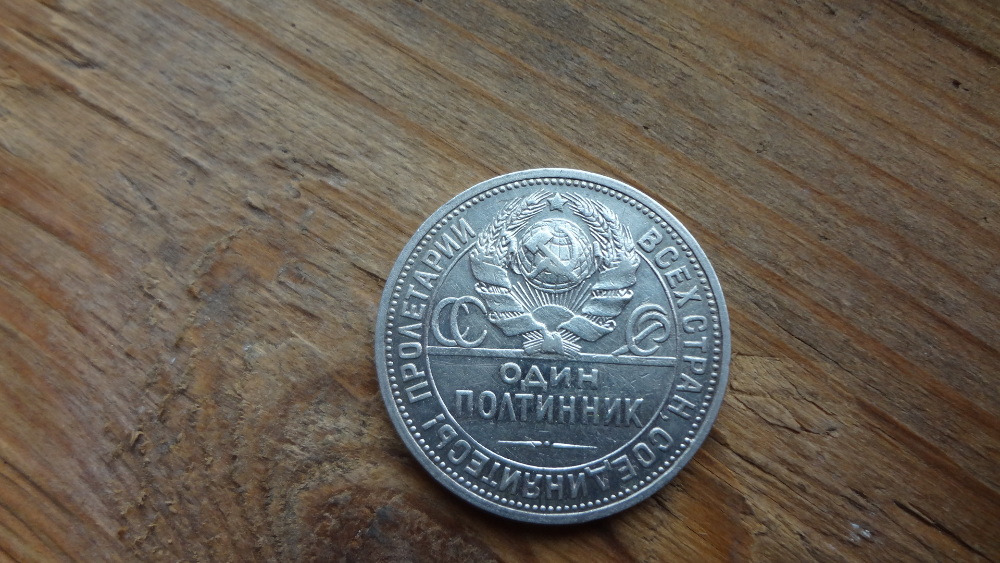 ПРОЛЕТАРИИ ВСЕХ СТРАН, СОЕДИНЯЙТЕСЬ!
СС СР
ОДИН
ПОЛТИННИК